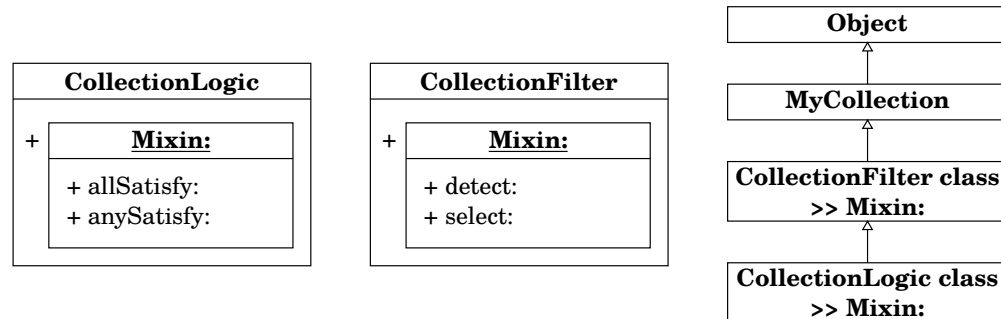 CollectionLogic
+
Mixin:
+ allSatisfy:
+ anySatisfy:
CollectionFilter
+
Mixin:
+ detect:
+ select:
Object
MyCollection
CollectionFilter class
>> Mixin:
CollectionLogic class
>> Mixin: